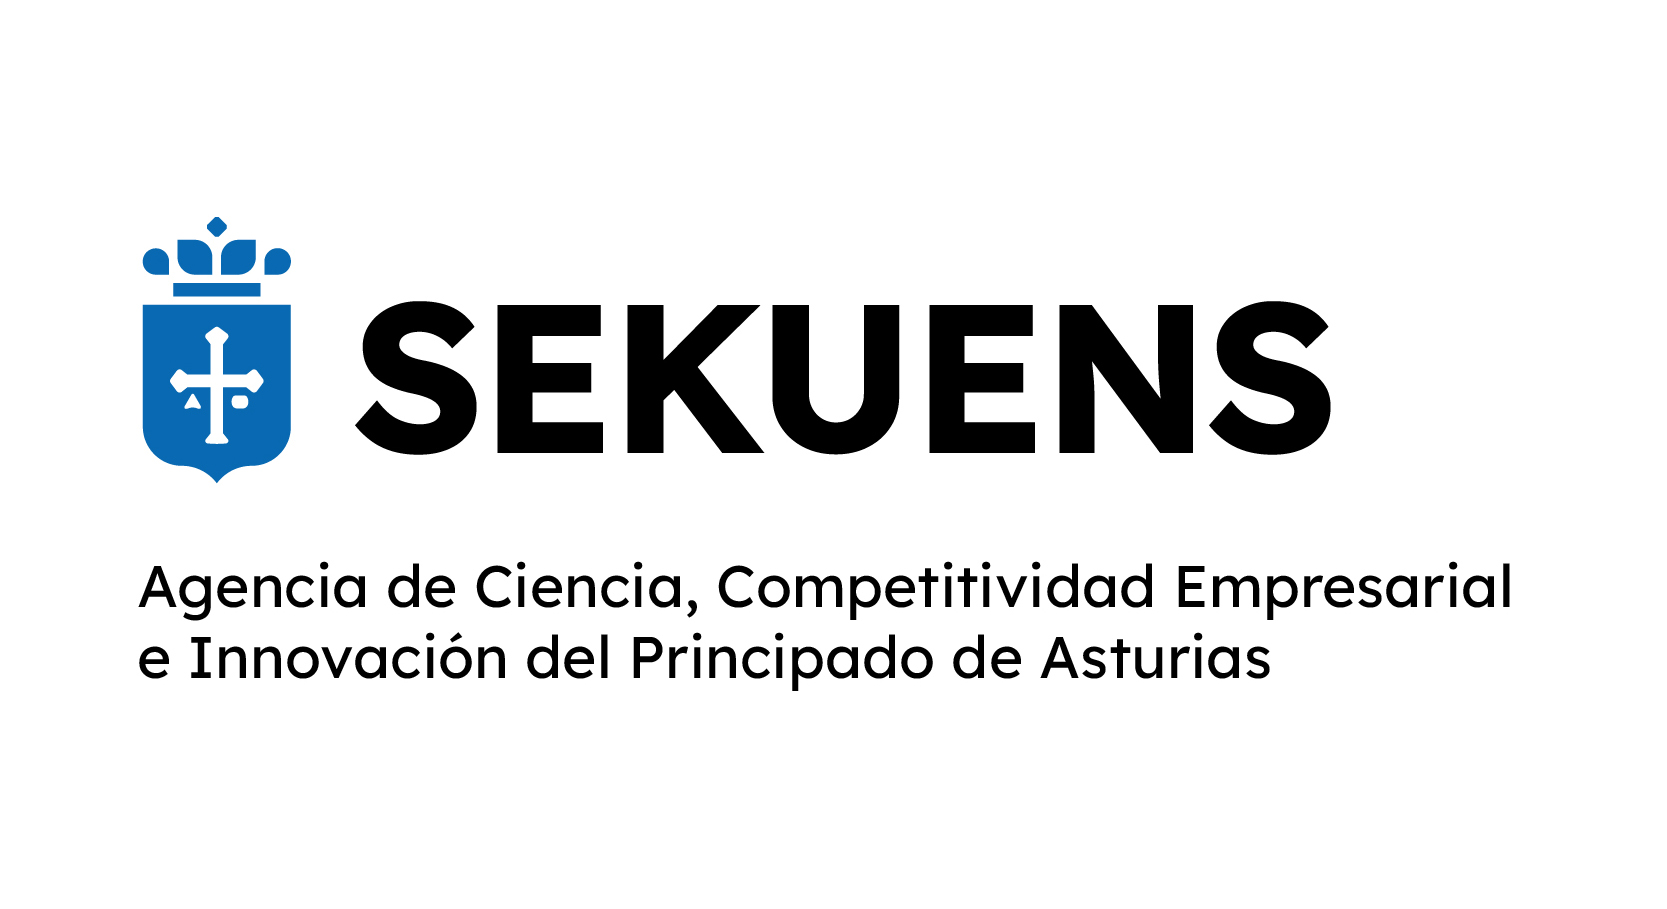 SEKUENS
Agencia de Ciencia, Competitividad Empresarial
e Innovación del Principado de Asturias